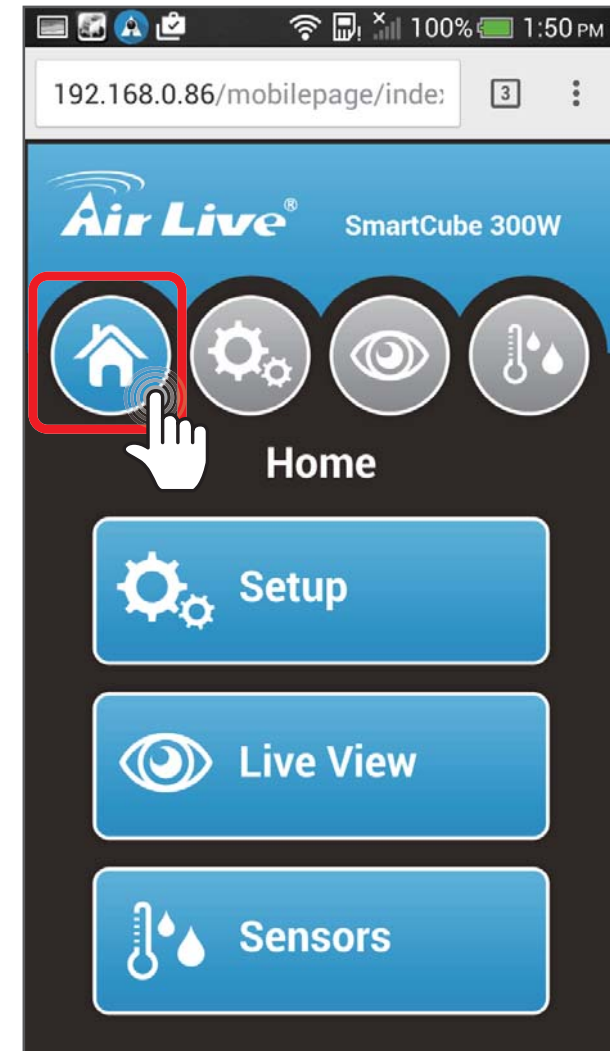 100% 1:50 PM
192.168.0.86/mobilepage/index
3
Air Live® SmartCube 300W
Home
Setup
Live View
Sensors